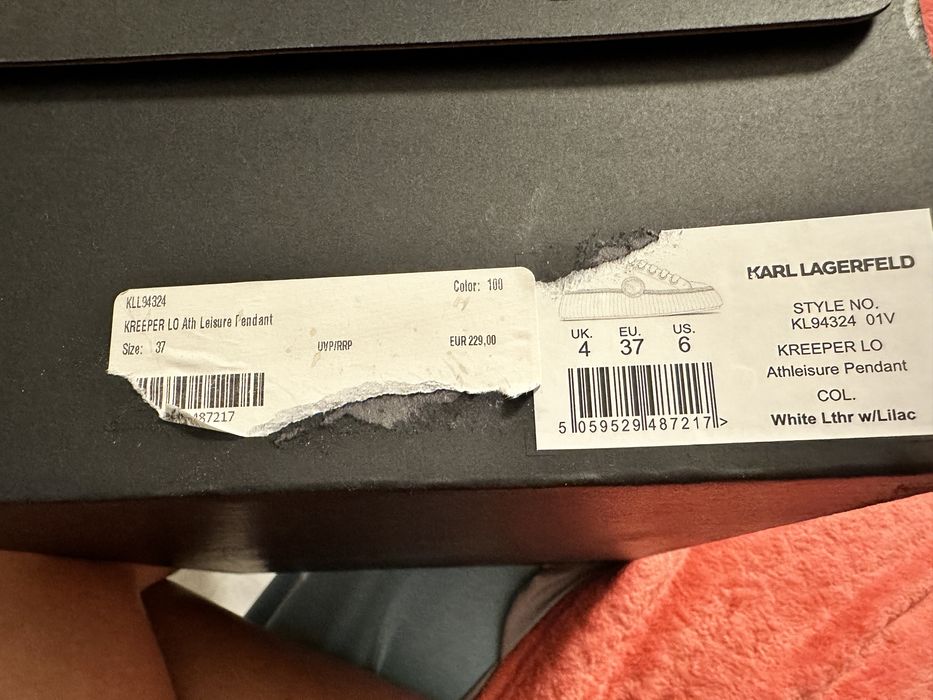 KLL94324
Color: 100
KREEPER LO Ath Leisure Pendant
Size: 37
UVP/RRP
EUR 229,00
487217
KARL LAGERFELD
STYLE NO.
KL94324 01V
KREEPER LO
Athleisure Pendant
COL.
White Lthr w/Lilac
UK. EU. US.
4 37 6
5 059529 487217 >